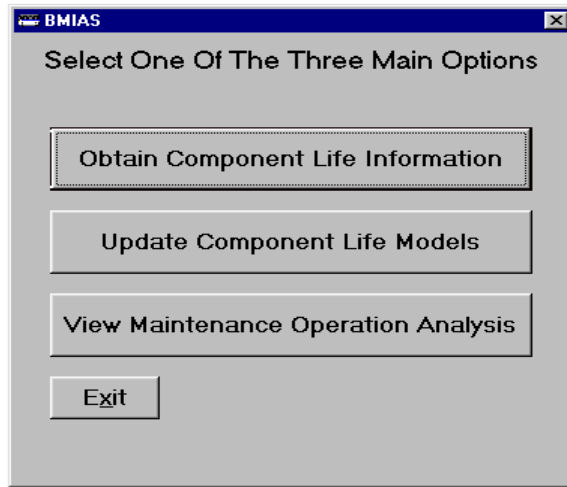 BMIAS
Select One Of The Three Main Options
Obtain Component Life Information
Update Component Life Models
View Maintenance Operation Analysis
Exit